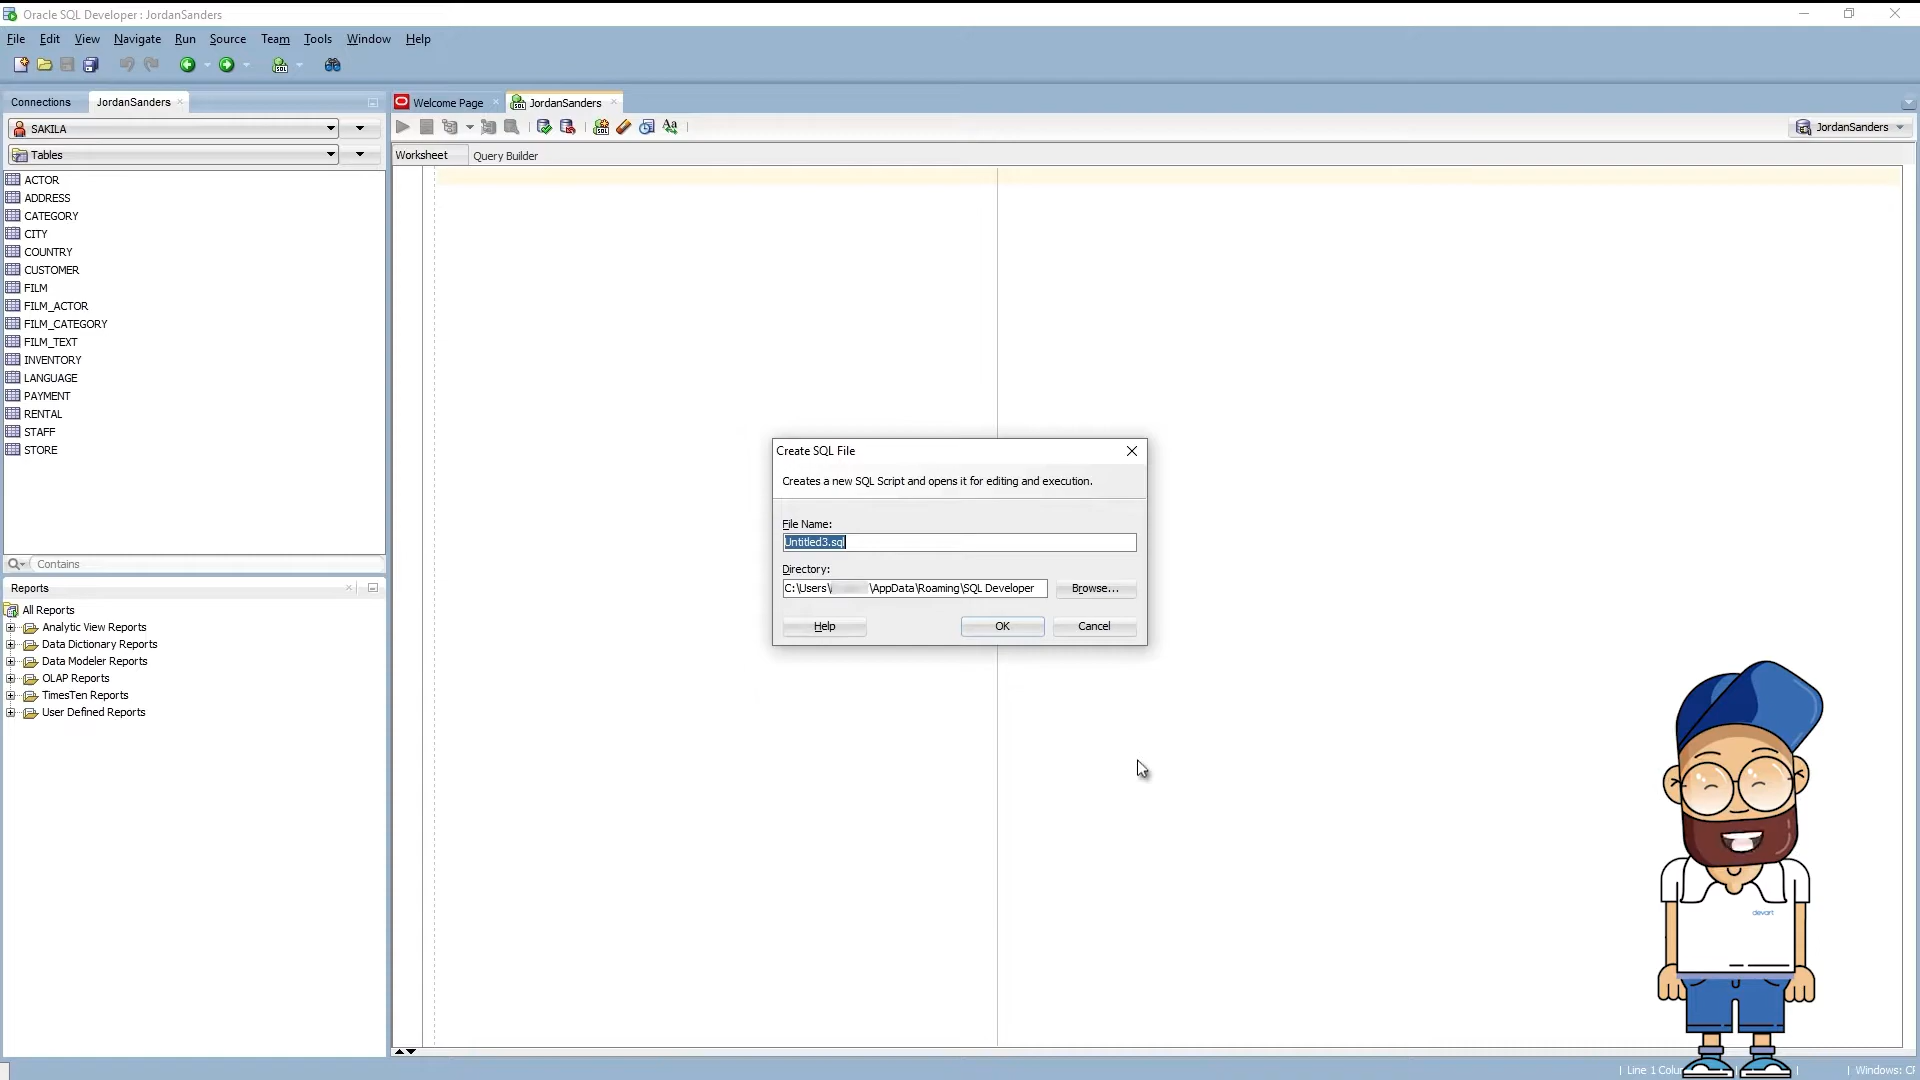 Oracle SQL Developer : JordanSanders
File Edit View Navigate Run Source Team Tools Window Help
Connections JordanSanders
SAKILA
Tables
ACTOR
ADDRESS
CATEGORY
CITY
COUNTRY
CUSTOMER
FILM
FILM_ACTOR
FILM_CATEGORY
FILM_TEXT
INVENTORY
LANGUAGE
PAYMENT
RENTAL
STAFF
STORE
Contains
Reports
All Reports
Analytic View Reports
Data Dictionary Reports
Data Modeler Reports
OLAP Reports
TimesTen Reports
User Defined Reports
Welcome Page JordanSanders
JordanSanders
Worksheet Query Builder
Create SQL File
Creates a new SQL Script and opens it for editing and execution.
File Name:
Untitled3.sql
Directory:
C:\Users\ \AppData\Roaming\SQL Developer Browse...
Help OK Cancel
devart
Line 1 Windows: